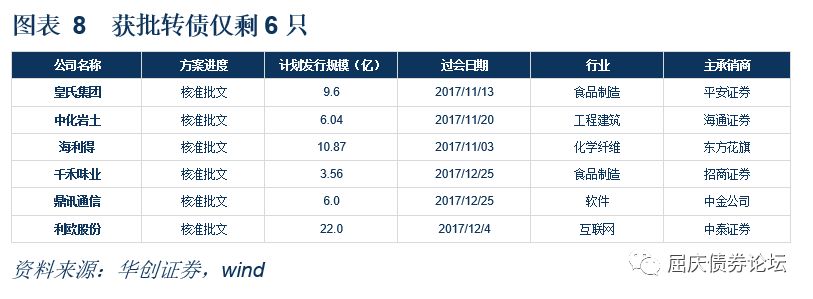 图表 8 获批转债仅剩 6 只
公司名称 方案进度 计划发行规模（亿） 过会日期 行业 主承销商
皇氏集团 核准批文 9.6 2017/11/13 食品制造 平安证券
中化岩土 核准批文 6.04 2017/11/20 工程建筑 海通证券
海利得 核准批文 10.87 2017/11/03 化学纤维 东方花旗
千禾味业 核准批文 3.56 2017/12/25 食品制造 招商证券
鼎讯通信 核准批文 6.0 2017/12/25 软件 中金公司
利欧股份 核准批文 22.0 2017/12/4 互联网 中泰证券
资料来源：华创证券，wind
屈庆债券论坛